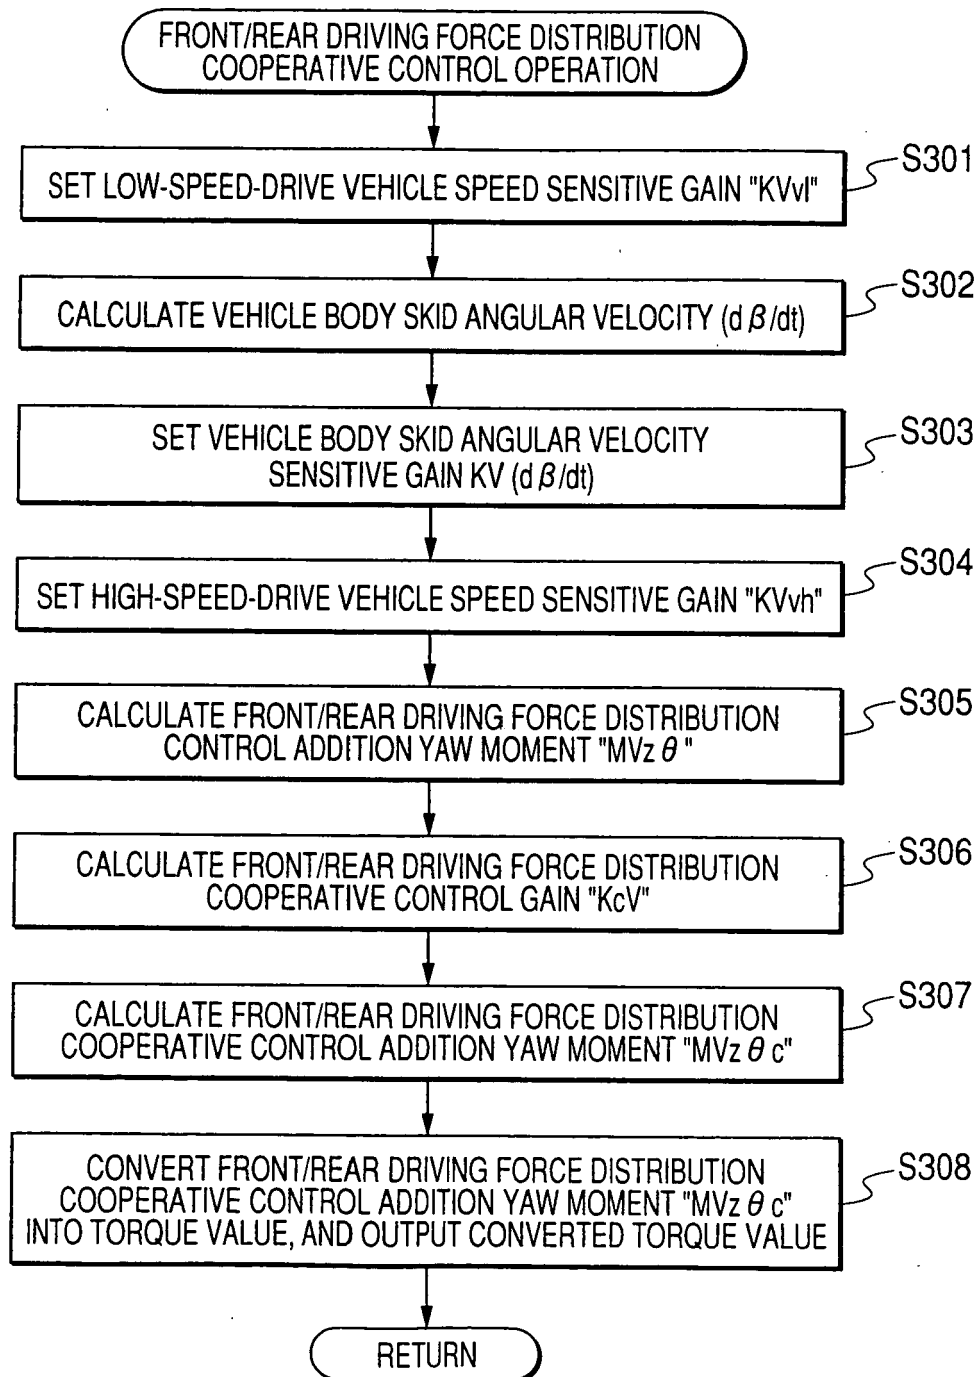 FRONT/REAR DRIVING FORCE DISTRIBUTION
COOPERATIVE CONTROL OPERATION
S301
SET LOW-SPEED-DRIVE VEHICLE SPEED SENSITIVE GAIN "KVvl"
S302
CALCULATE VEHICLE BODY SKID ANGULAR VELOCITY (d β/dt)
S303
SET VEHICLE BODY SKID ANGULAR VELOCITY
SENSITIVE GAIN KV (d β/dt)
S304
SET HIGH-SPEED-DRIVE VEHICLE SPEED SENSITIVE GAIN "KVvh"
S305
CALCULATE FRONT/REAR DRIVING FORCE DISTRIBUTION
CONTROL ADDITION YAW MOMENT "MVz θ "
S306
CALCULATE FRONT/REAR DRIVING FORCE DISTRIBUTION
COOPERATIVE CONTROL GAIN "KcV"
S307
CALCULATE FRONT/REAR DRIVING FORCE DISTRIBUTION
COOPERATIVE CONTROL ADDITION YAW MOMENT "MVz θ c"
S308
CONVERT FRONT/REAR DRIVING FORCE DISTRIBUTION
COOPERATIVE CONTROL ADDITION YAW MOMENT "MVz θ c"
INTO TORQUE VALUE, AND OUTPUT CONVERTED TORQUE VALUE
RETURN